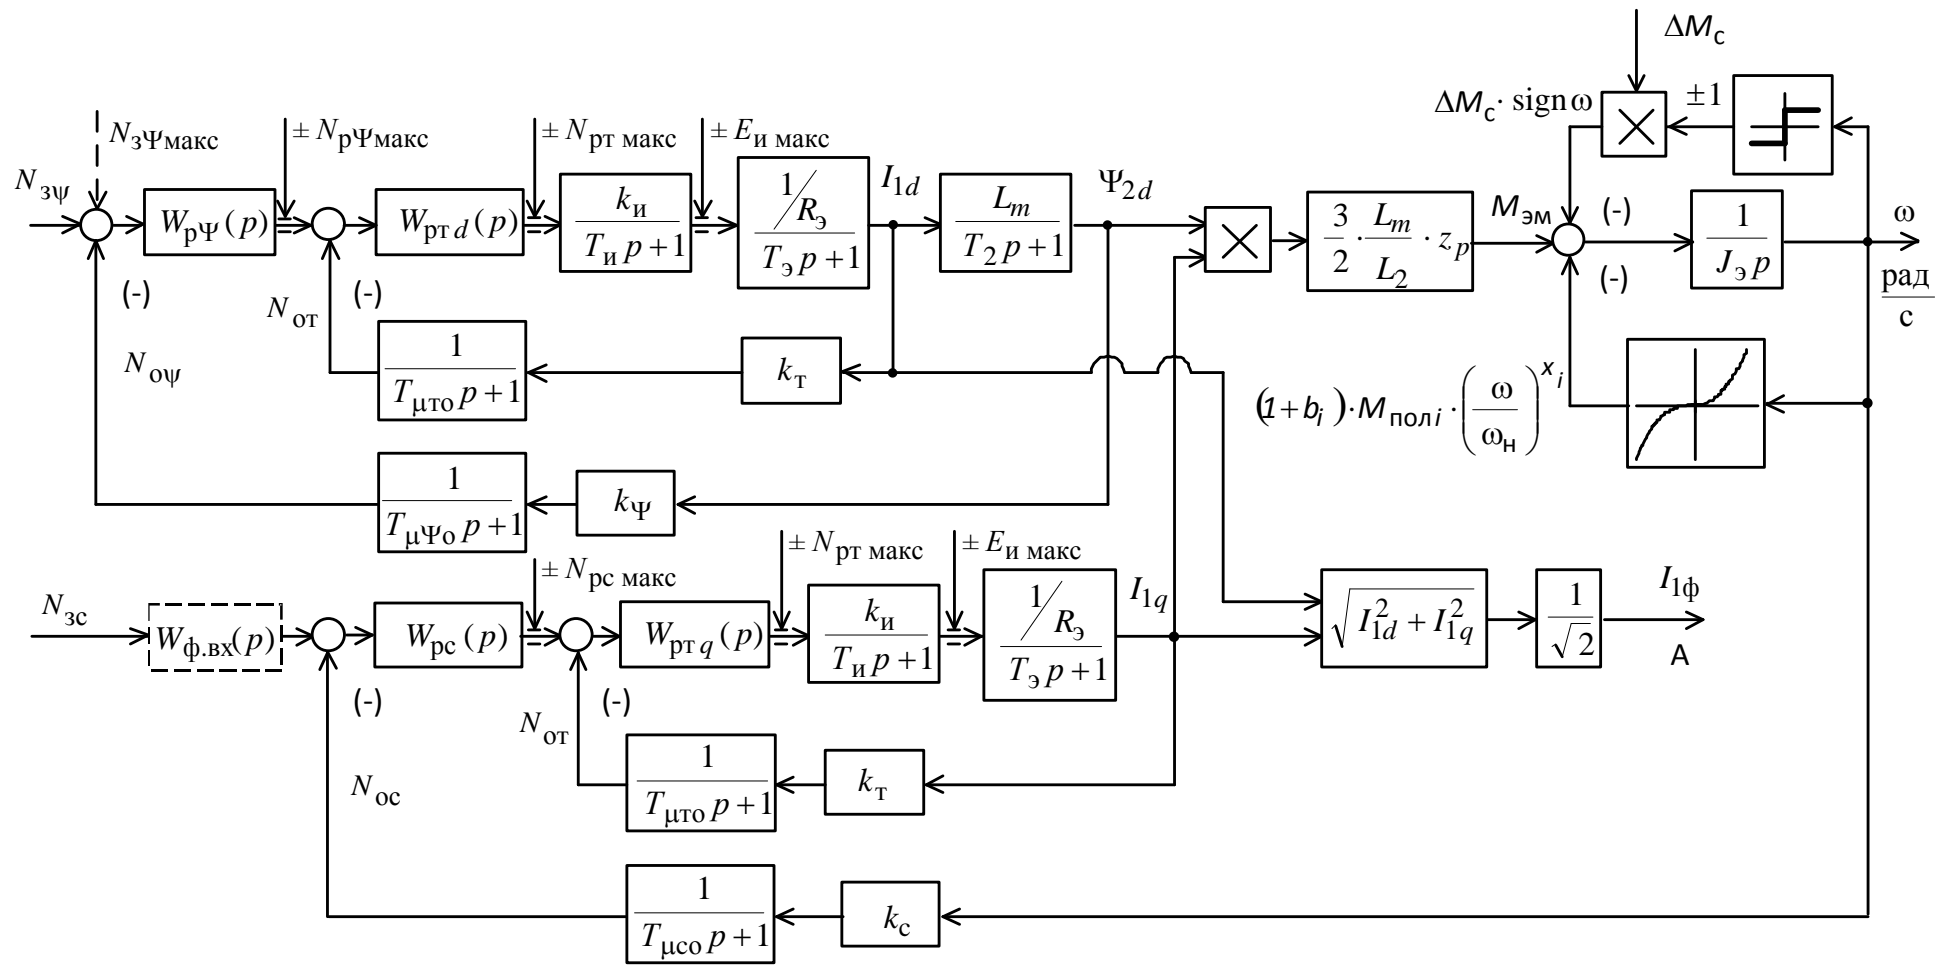 ΔMс
ΔMс · sign ω
±1
Nзψ
NзΨмакс
WрΨ(p)
± NрΨмакс
Wрт d(p)
± Nрт макс
kи / (Tи p + 1)
± Eи макс
(1/Rэ) / (Tэ p + 1)
I1d
Lm / (T2 p + 1)
Ψ2d
3/2 · Lm/L2 · zp
Mэм
(-)
(-)
1 / (Jэ p)
ω
рад/с
(-)
(-)
Nот
1 / (Tμто p + 1)
kт
Nоψ
(1 + bi) · Mпол i · (ω/ωн)^xi
1 / (TμΨо p + 1)
kΨ
Nзс
Wф.вх(p)
Wрс(p)
± Nрс макс
Wрт q(p)
± Nрт макс
kи / (Tи p + 1)
± Eи макс
(1/Rэ) / (Tэ p + 1)
I1q
√(I1d² + I1q²)
1/√2
I1ф
А
(-)
(-)
Nот
1 / (Tμто p + 1)
kт
Nос
1 / (Tμсо p + 1)
kс